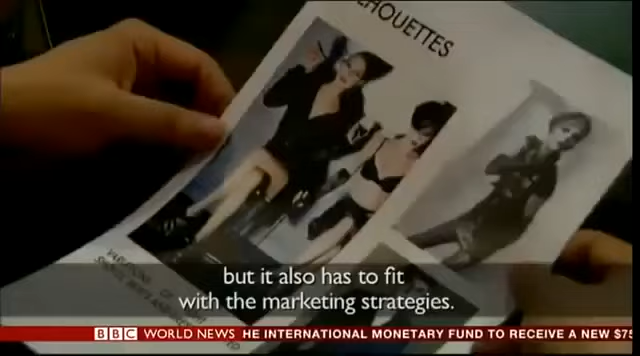 HOUETTES
but it also has to fit
with the marketing strategies.
BBC WORLD NEWS HE INTERNATIONAL MONETARY FUND TO RECEIVE A NEW $75